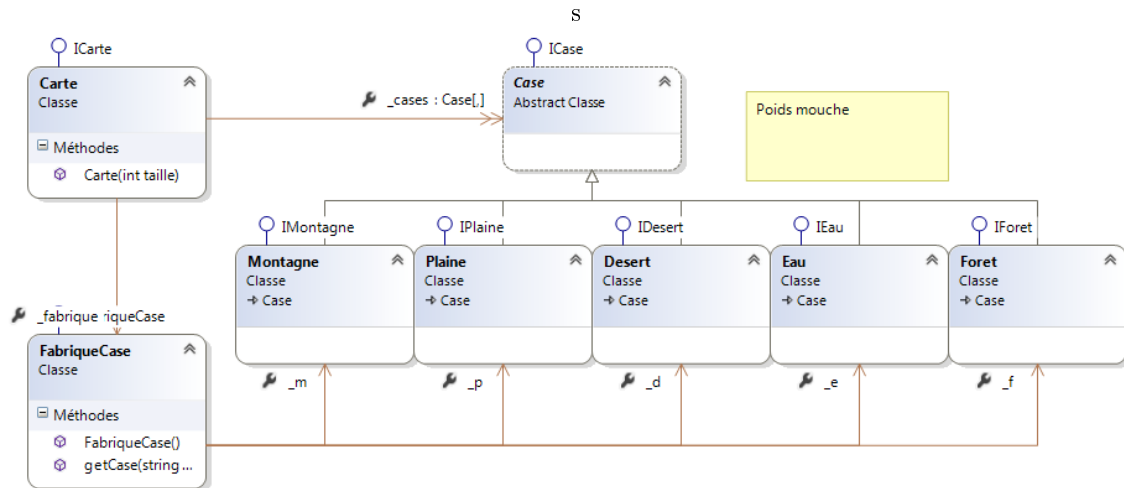 s
ICarte
ICase
Carte
Classe
Méthodes
Carte(int taille)
_cases : Case[,]
Case
Abstract Classe
Poids mouche
IMontagne
IPlaine
IDesert
IEau
IForet
Montagne
Classe
Case
Plaine
Classe
Case
Desert
Classe
Case
Eau
Classe
Case
Foret
Classe
Case
_fabrique riqueCase
FabriqueCase
Classe
Méthodes
FabriqueCase()
getCase(string ...
_m
_p
_d
_e
_f